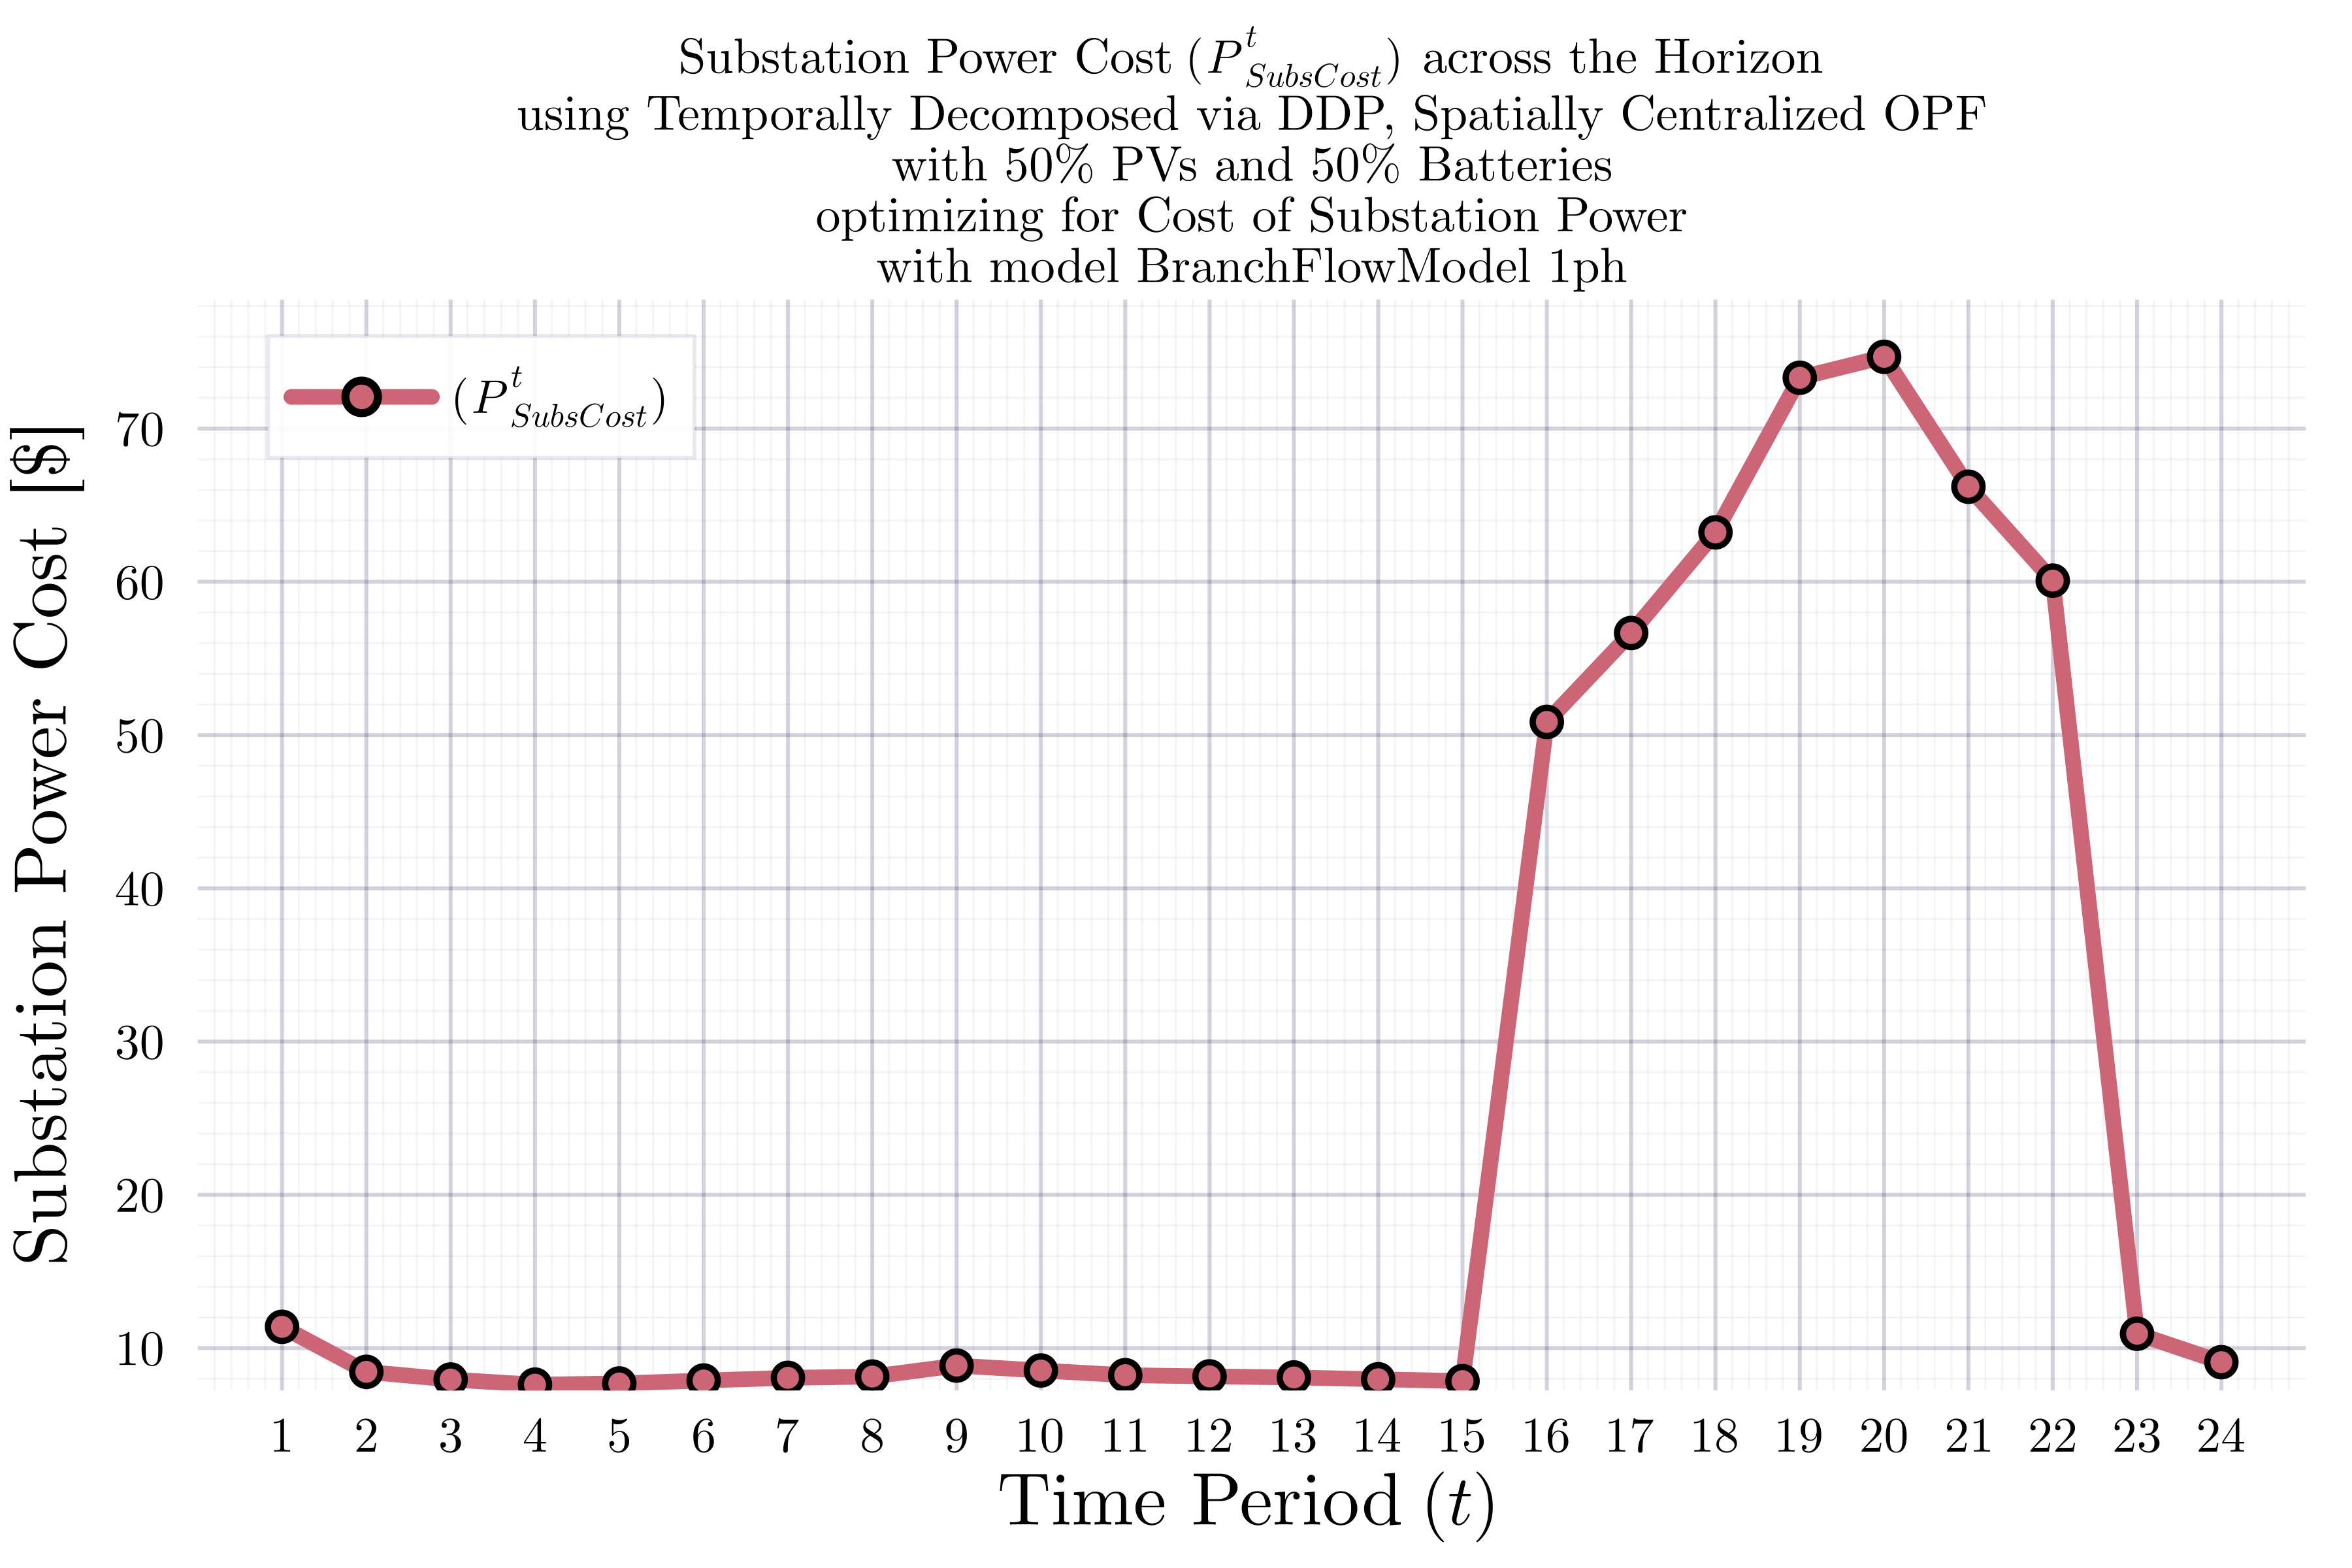 Substation Power Cost (P^t_SubsCost) across the Horizon
using Temporally Decomposed via DDP, Spatially Centralized OPF
with 50% PVs and 50% Batteries
optimizing for Cost of Substation Power
with model BranchFlowModel 1ph
(P^t_SubsCost)
Substation Power Cost [$]
70
60
50
40
30
20
10
1 2 3 4 5 6 7 8 9 10 11 12 13 14 15 16 17 18 19 20 21 22 23 24
Time Period (t)